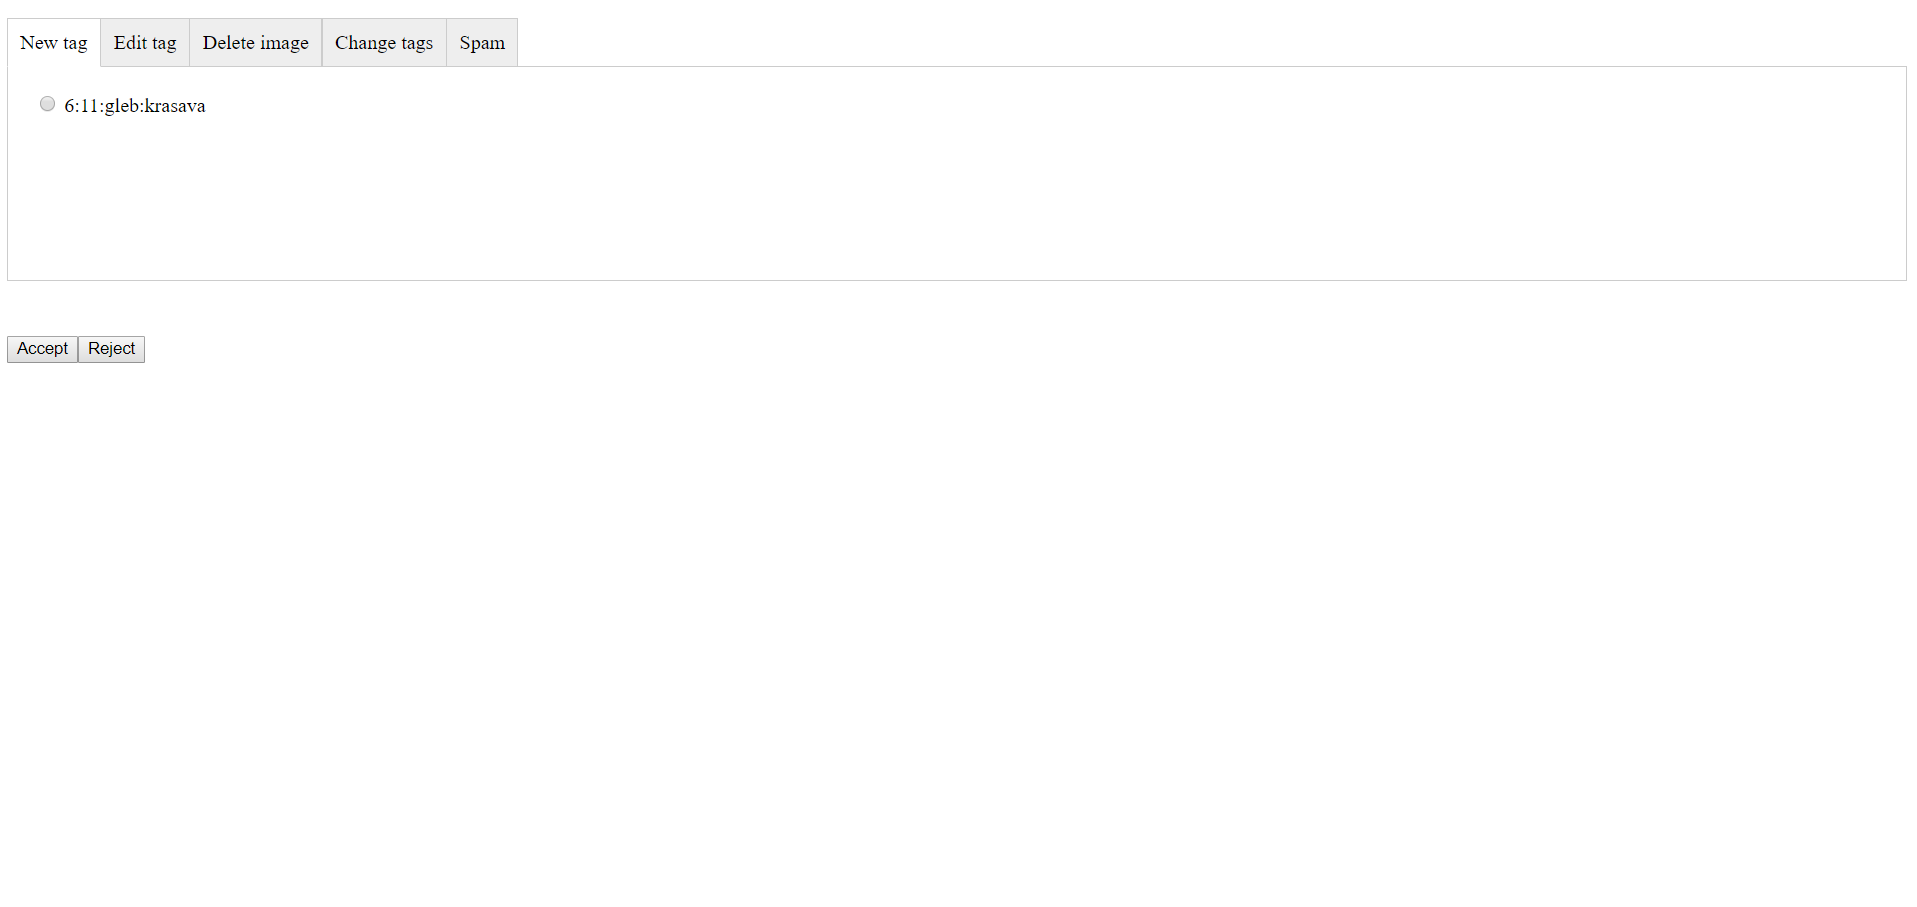 New tag Edit tag Delete image Change tags Spam
6:11:gleb:krasava
Accept Reject